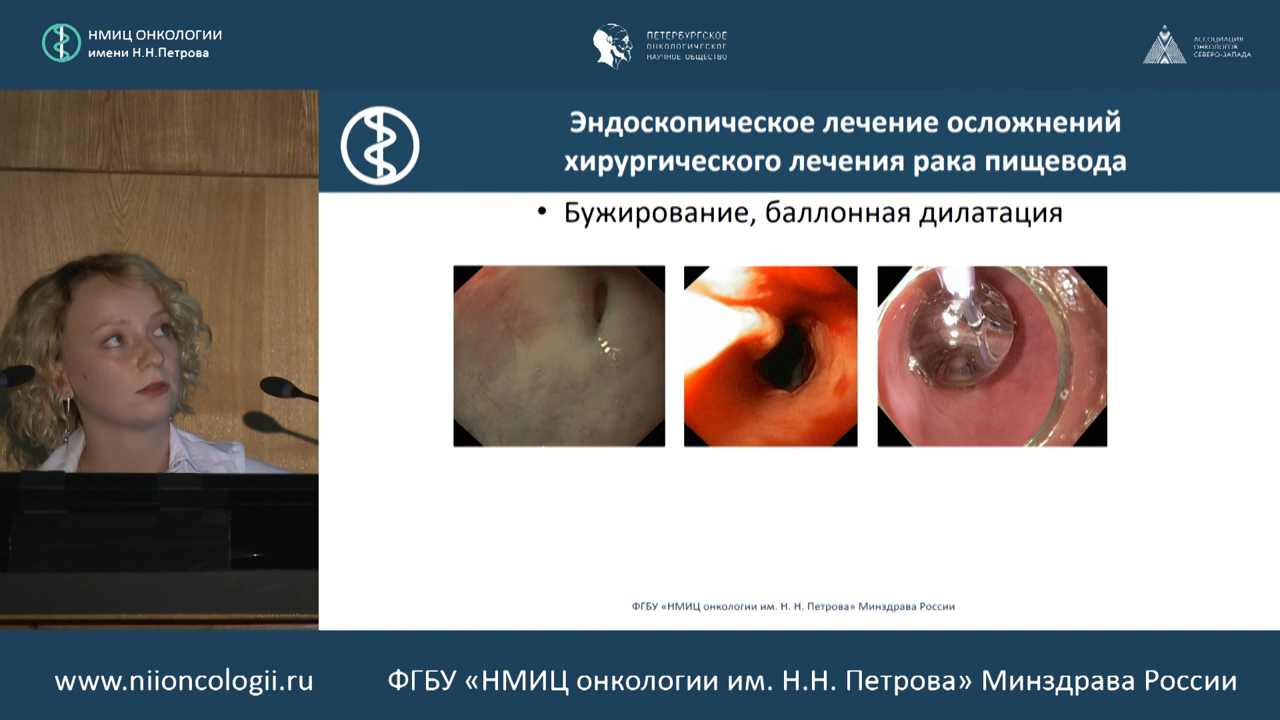 НМИЦ ОНКОЛОГИИ
имени Н.Н.Петрова
ПЕТЕРБУРГСКОЕ
ОНКОЛОГИЧЕСКОЕ
НАУЧНОЕ ОБЩЕСТВО
АССОЦИАЦИЯ
ОНКОЛОГОВ
СЕВЕРО-ЗАПАДА
Эндоскопическое лечение осложнений
хирургического лечения рака пищевода
• Бужирование, баллонная дилатация
ФГБУ «НМИЦ онкологии им. Н. Н. Петрова» Минздрава России
www.niioncologii.ru
ФГБУ «НМИЦ онкологии им. Н.Н. Петрова» Минздрава России